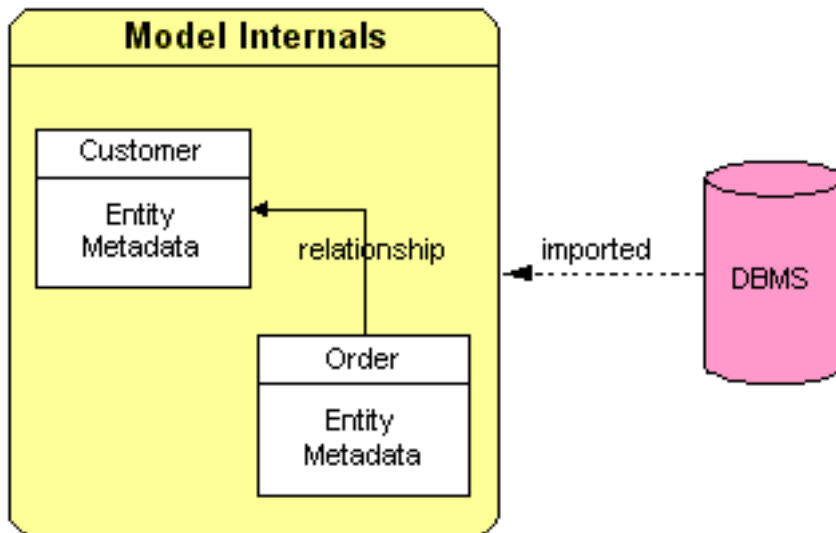 Model Internals
Customer
Entity
Metadata
relationship
imported
DBMS
Order
Entity
Metadata